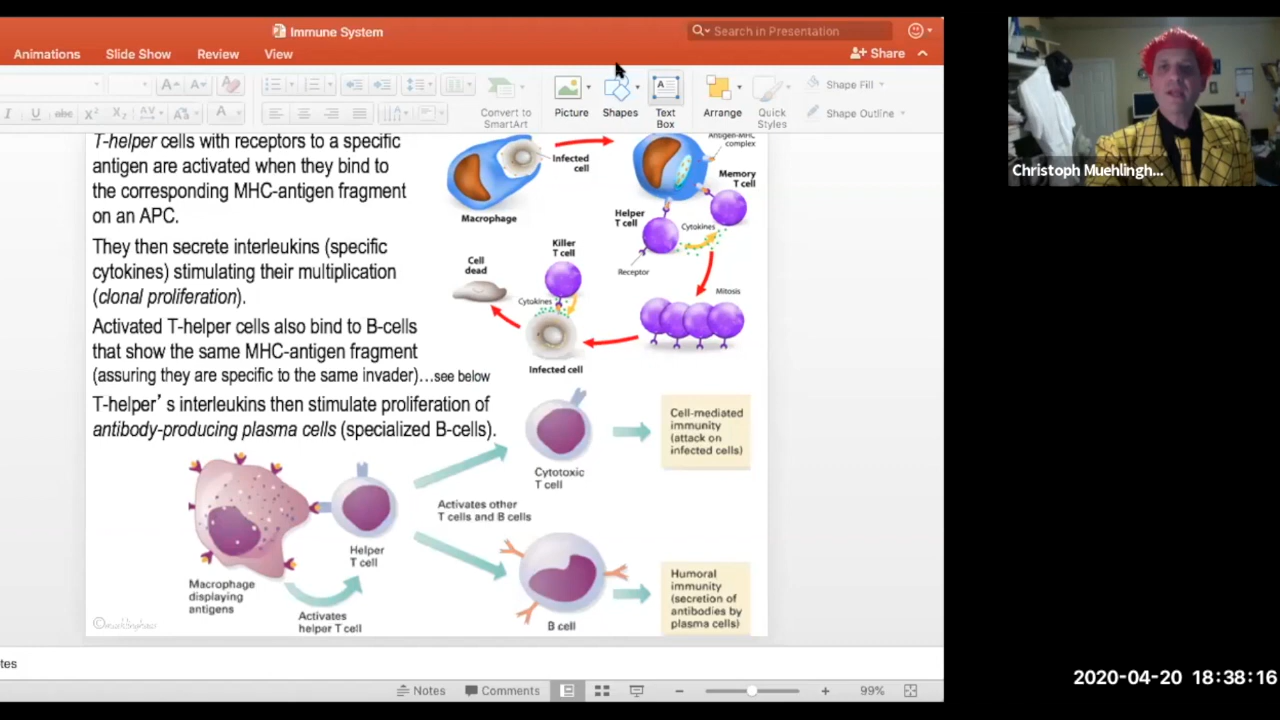 Immune System
Search in Presentation
Animations
Slide Show
Review
View
Share
Convert to
SmartArt
Picture
Shapes
Text
Box
Arrange
Quick
Styles
Shape Fill
Shape Outline
T-helper cells with receptors to a specific
antigen are activated when they bind to
the corresponding MHC-antigen fragment
on an APC.
They then secrete interleukins (specific
cytokines) stimulating their multiplication
(clonal proliferation).
Activated T-helper cells also bind to B-cells
that show the same MHC-antigen fragment
(assuring they are specific to the same invader)…see below
T-helper's interleukins then stimulate proliferation of
antibody-producing plasma cells (specialized B-cells).
Infected
cell
Macrophage
Antigen-MHC
complex
Memory
T cell
Helper
T cell
Cytokines
Receptor
Mitosis
Killer
T cell
Cell
dead
Cytokines
Infected cell
Macrophage
displaying
antigens
Activates
helper T cell
Helper
T cell
Activates other
T cells and B cells
Cytotoxic
T cell
Cell-mediated
immunity
(attack on
infected cells)
B cell
Humoral
immunity
(secretion of
antibodies by
plasma cells)
tes
Notes
Comments
99%
Christoph Muehlingh...
2020-04-20 18:38:16